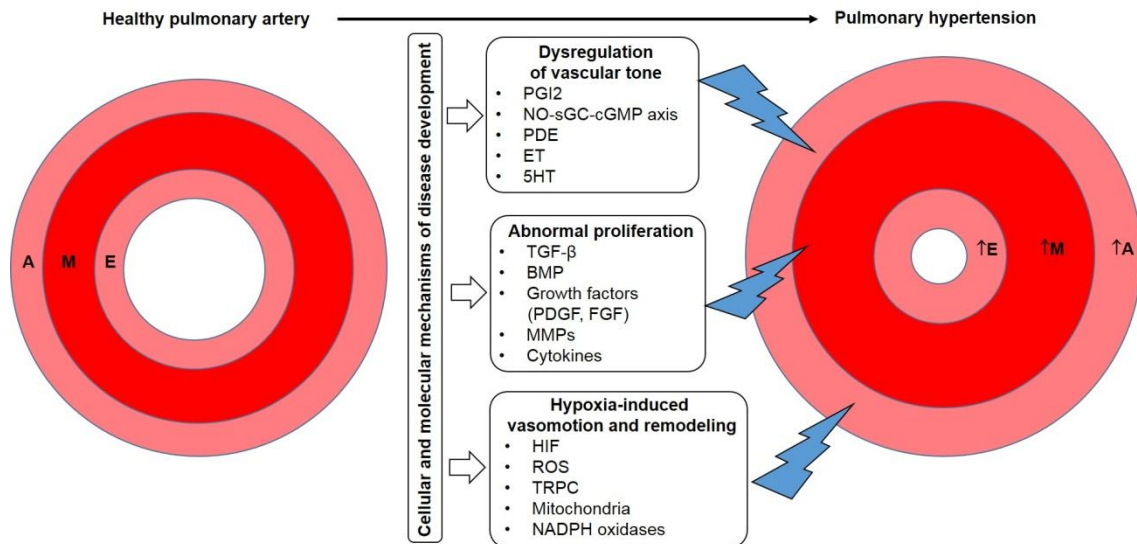 Healthy pulmonary artery
Pulmonary hypertension
A
M
E
Cellular and molecular mechanisms of disease development
Dysregulation
of vascular tone
• PGI2
• NO-sGC-cGMP axis
• PDE
• ET
• 5HT
Abnormal proliferation
• TGF-β
• BMP
• Growth factors
(PDGF, FGF)
• MMPs
• Cytokines
Hypoxia-induced
vasomotion and remodeling
• HIF
• ROS
• TRPC
• Mitochondria
• NADPH oxidases
↑E
↑M
↑A